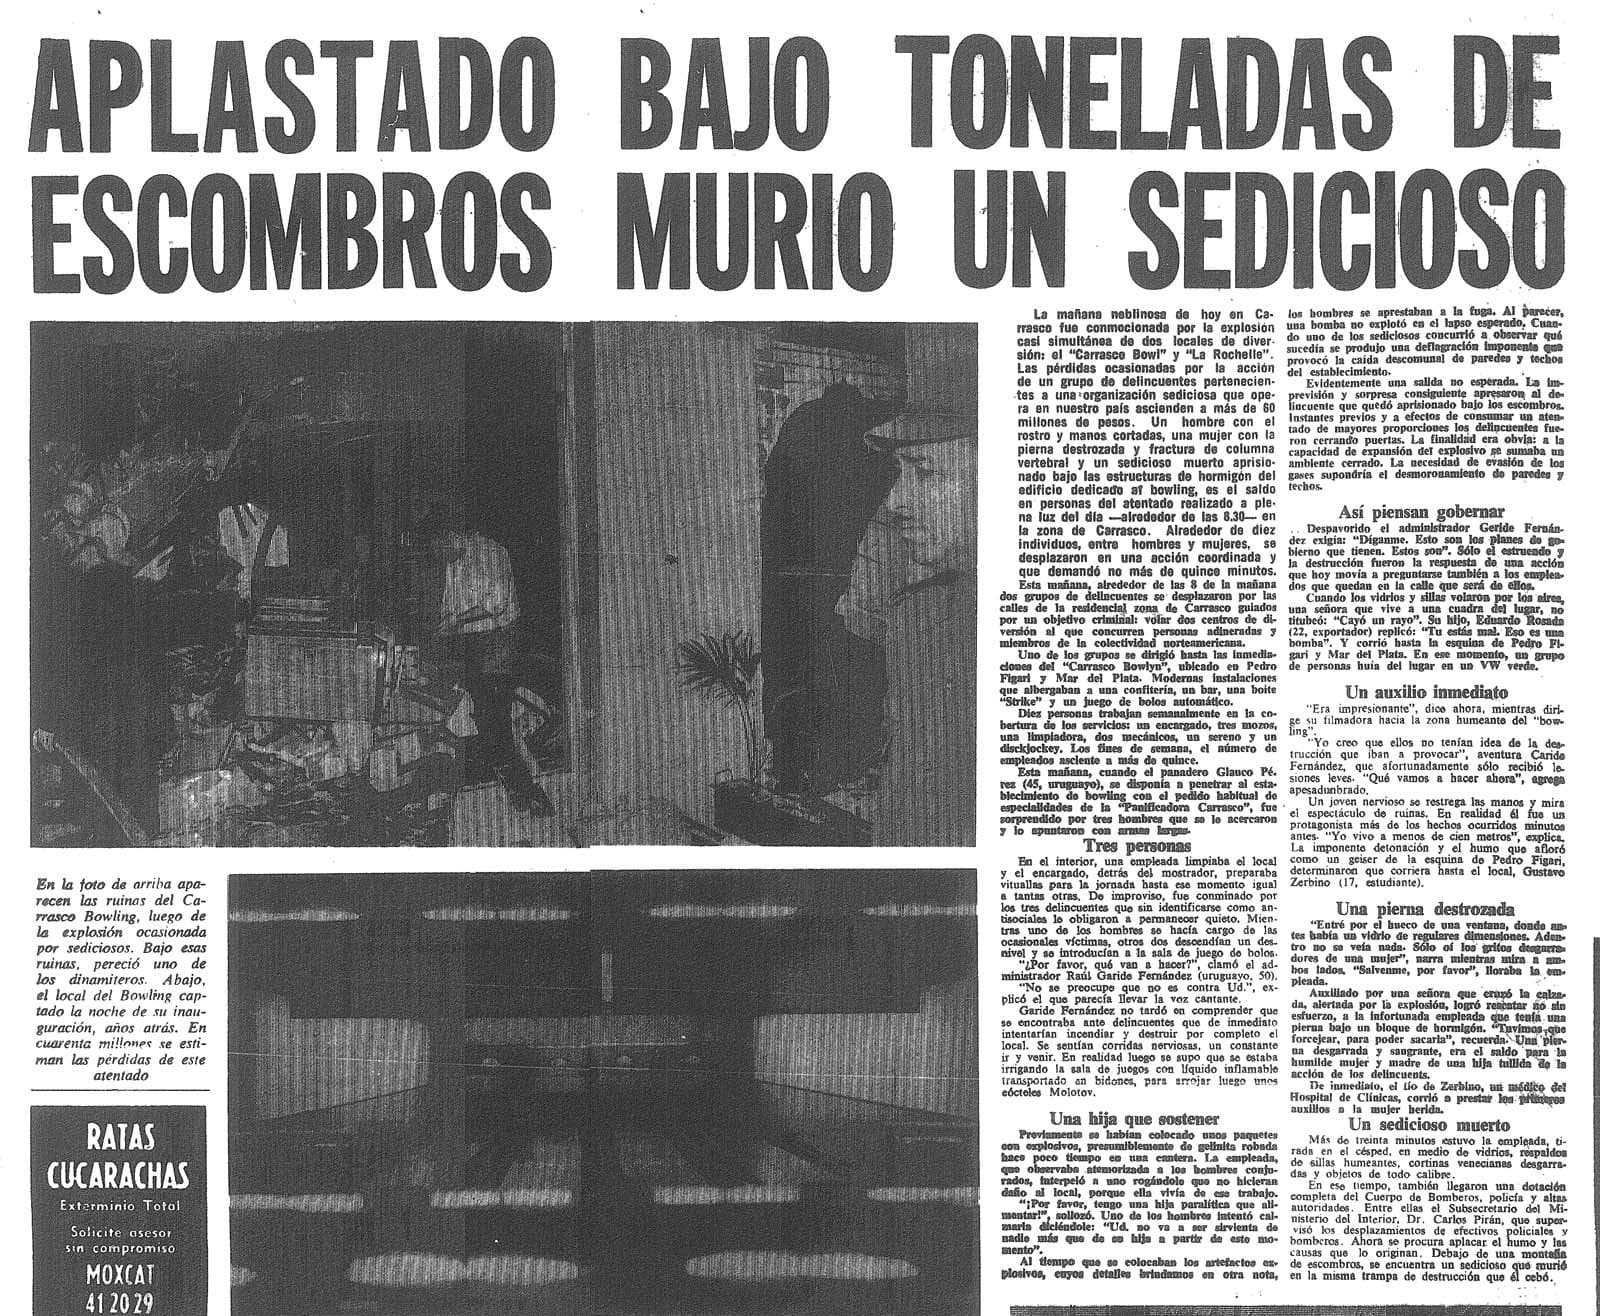 APLASTADO BAJO TONELADAS DE
ESCOMBROS MURIO UN SEDICIOSO
La mañana neblinosa de hoy en Ca-
rrasco fue conmocionada por la explosión
casi simultánea de dos locales de diver-
sión: el "Carrasco Bowl" y "La Rochelle".
Las pérdidas ocasionadas por la acción
de un grupo de delincuentes pertenecien-
tes a una organización sediciosa que ope-
ra en nuestro país ascienden a más de 60
millones de pesos. Un hombre con el
rostro y manos cortadas, una mujer con la
pierna destrozada y fractura de columna
vertebral y un sedicioso muerto aprisio-
nado bajo las estructuras de hormigón del
edificio dedicado al bowling, es el saldo
en personas del atentado realizado a ple-
na luz del día —alrededor de las 8.30— en
la zona de Carrasco. Alrededor de diez
individuos, entre hombres y mujeres, se
desplazaron en una acción coordinada y
que demandó no más de quince minutos.
Esta mañana, alrededor de las 8 de la mañana
dos grupos de delincuentes se desplazaron por las
calles de la residencial zona de Carrasco guiados
por un objetivo criminal: volar dos centros de di-
versión al que concurren personas adineradas y
miembros de la colectividad norteamericana.
Uno de los grupos se dirigió hasta las inmedia-
ciones del "Carrasco Bowlyn", ubicado en Pedro
Figari y Mar del Plata. Modernas instalaciones
que albergaban a una confitería, un bar, una boite
"Strike" y un juego de bolos automático.
Diez personas trabajan semanalmente en la co-
bertura de los servicios: un encargado, tres mozos,
una limpiadora, dos mecánicos, un sereno y un
disckjockey. Los fines de semana, el número de
empleados asciente a más de quince.
Esta mañana, cuando el panadero Glauco Pé-
rez (45, uruguayo), se disponía a penetrar al esta-
blecimiento de bowling con el pedido habitual de
especialidades de la "Panificadora Carrasco", fue
sorprendido por tres hombres que se le acercaron
y lo apuntaron con armas largas.
Tres personas
En el interior, una empleada limpiaba el local
y el encargado, detrás del mostrador, preparaba
vituallas para la jornada hasta ese momento igual
a tantas otras. De improviso, fue conminado por
los tres delincuentes que sin identificarse como an-
tisociales lo obligaron a permanecer quieto. Mien-
tras uno de los hombres se hacía cargo de las
ocasionales víctimas, otros dos descendían un des-
nivel y se introducían a la sala de juego de bolos.
"¿Por favor, qué van a hacer?", clamó el ad-
ministrador Raúl Garide Fernández (uruguayo, 50).
"No se preocupe que no es contra Ud.", ex-
plicó el que parecía llevar la voz cantante.
Garide Fernández no tardó en comprender que
se encontraba ante delincuentes que de inmediato
intentarían incendiar y destruir por completo el
local. Se sentían corridas nerviosas, un constante
ir y venir. En realidad luego se supo que se estaba
irrigando la sala de juegos con líquido inflamable
transportado an bidones, para arrojar luego unos
cócteles Molotov.
Una hija que sostener
Previamente se habían colocado unos paquetes
con explosivos, presumiblemente de gelinita robada
hace poco tiempo en una cantera. La empleada,
que observaba atemorizada a los hombres conju-
rados, interpeló a uno rogándole que no hicieran
daño al local, porque ella vivía de ese trabajo.
"¡Por favor, tengo una hija paralítica que ali-
mentar!", sollozó. Uno de los hombres intentó cal-
marla diciéndole: "Ud. no va a ser sirvienta de
nadie más que de su hija a partir de este mo-
mento".
Al tiempo que se colocaban los artefactos ex-
plosivos, cuyos detalles brindamos en otra nota,
los hombres se aprestaban a la fuga. Al parecer,
una bomba no explotó en el lapso esperado. Cuan-
do uno de los sediciosos concurrió a observar qué
sucedía se produjo una deflagración imponente que
provocó la caída descomunal de paredes y techos
del establecimiento.
Evidentemente una salida no esperada. La im-
previsión y sorpresa consiguiente apresaron al de-
lincuente que quedó aprisionado bajo los escombros.
Instantes previos y a efectos de consumar un aten-
tado de mayores proporciones los delincuentes fue-
ron cerrando puertas. La finalidad era obvia: a la
capacidad de expansión del explosivo se sumaba un
ambiente cerrado. La necesidad de evasión de los
gases supondría el desmoronamiento de paredes y
techos.
Así piensan gobernar
Despavorido el administrador Geride Fernán-
dez exigía: "Díganme. Esto son los planes de go-
bierno que tienen. Estos son". Sólo el estruendo y
la destrucción fueron la respuesta de una acción
que hoy movía a preguntarse también a los emplea-
dos que quedan en la calle que será de ellos.
Cuando los vidrios y sillas volaron por los aires,
una señora que vive a una cuadra del lugar, no
titubeó: "Cayó un rayo". Su hijo, Eduardo Rosada
(22, exportador) replicó: "Tu estás mal. Eso es una
bomba". Y corrió hasta la esquina de Pedro Fi-
gari y Mar del Plata. En ese momento, un grupo
de personas huía del lugar en un VW verde.
Un auxilio inmediato
"Era impresionante", dice ahora, mientras diri-
ge su filmadora hacia la zona humeante del "bow-
ling".
"Yo creo que ellos no tenían idea de la des-
trucción que iban a provocar", aventura Caride
Fernández, que afortunadamente sólo recibió le-
siones leves. "Qué vamos a hacer ahora", agrega
apesadunbrado.
Un joven nervioso se restrega las manos y mira
el espectáculo de ruinas. En realidad él fue un
protagonista más de los hechos ocurridos minutos
antes. "Yo vivo a menos de cien metros", explica.
La imponente detonación y el humo que afloró
como un geiser de la esquina de Pedro Figari,
determinaron que corriera hasta el local, Gustavo
Zerbino (17, estudiante).
Una pierna destrozada
"Entré por el hueco de una ventana, donde an-
tes había un vidrio de regulares dimensiones. Aden-
tro no se veía nada. Sólo oí los gritos desgarra-
dores de una mujer", narra mientras mira a am-
bos lados. "Salvenme, por favor", lloraba la em-
pleada.
Auxiliado por una señora que cruzó la calza-
da, alertada por la explosión, logró rescatar no sin
esfuerzo, a la infortunada empleada que tenía una
pierna bajo un bloque de hormigón. "Tuvimos que
forcejear, para poder sacarla", recuerda. Una pier-
na desgarrada y sangrante, era el saldo para la
humilde mujer y madre de una hija tullida de la
acción de los delincuents.
De inmediato, el tío de Zerbino, un médico del
Hospital de Clínicas, corrió a prestar los primeros
auxilios a la mujer herida.
Un sedicioso muerto
Más de treinta minutos estuvo la empleada, ti-
rada en el césped, en medio de vidrios, respaldos
de sillas humeantes, cortinas venecianas desgarra-
das y objetos de todo calibre.
En ese tiempo, también llegaron una dotación
completa del Cuerpo de Bomberos, policía y altas
autoridades. Entre ellas el Subsecretario del Mi-
nisterio del Interior, Dr. Carlos Pirán, que super-
visó los desplazamientos de efectivos policiales y
bomberos. Ahora se procura aplacar el humo y las
causas que lo originan. Debajo de una montaña
de escombros, se encuentra un sedicioso que murió
en la misma trampa de destrucción que él cebó.
En la foto de arriba apa-
recen las ruinas del Ca-
rrasco Bowling, luego de
la explosión ocasionada
por sediciosos. Bajo esas
ruinas, pereció uno de
los dinamiteros. Abajo,
el local del Bowling cap-
tado la noche de su inau-
guración, años atrás. En
cuarenta millones se esti-
man las pérdidas de este
atentado
RATAS
CUCARACHAS
Exterminio Total
Solicite asesor
sin compromiso
MOXCAT
41 20 29